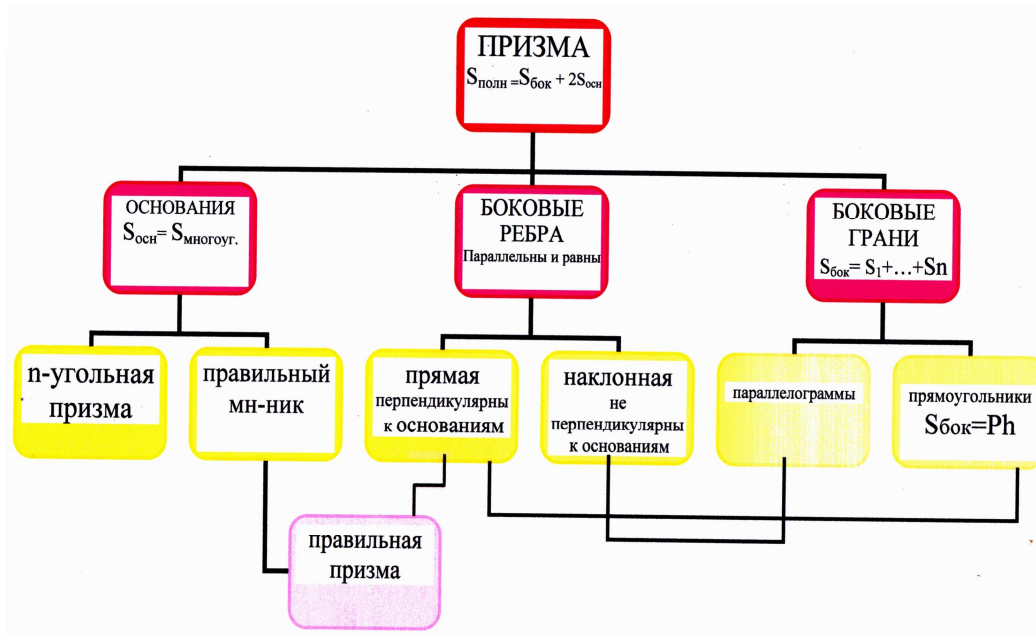 ПРИЗМА
Sполн =Sбок + 2Sосн
ОСНОВАНИЯ
Sосн= Sмногоуг.
БОКОВЫЕ
РЕБРА
Параллельны и равны
БОКОВЫЕ
ГРАНИ
Sбок= S1+…+Sn
n-угольная
призма
правильный
мн-ник
прямая
перпендикулярны
к основаниям
наклонная
не
перпендикулярны
к основаниям
параллелограммы
прямоугольники
Sбок=Ph
правильная
призма